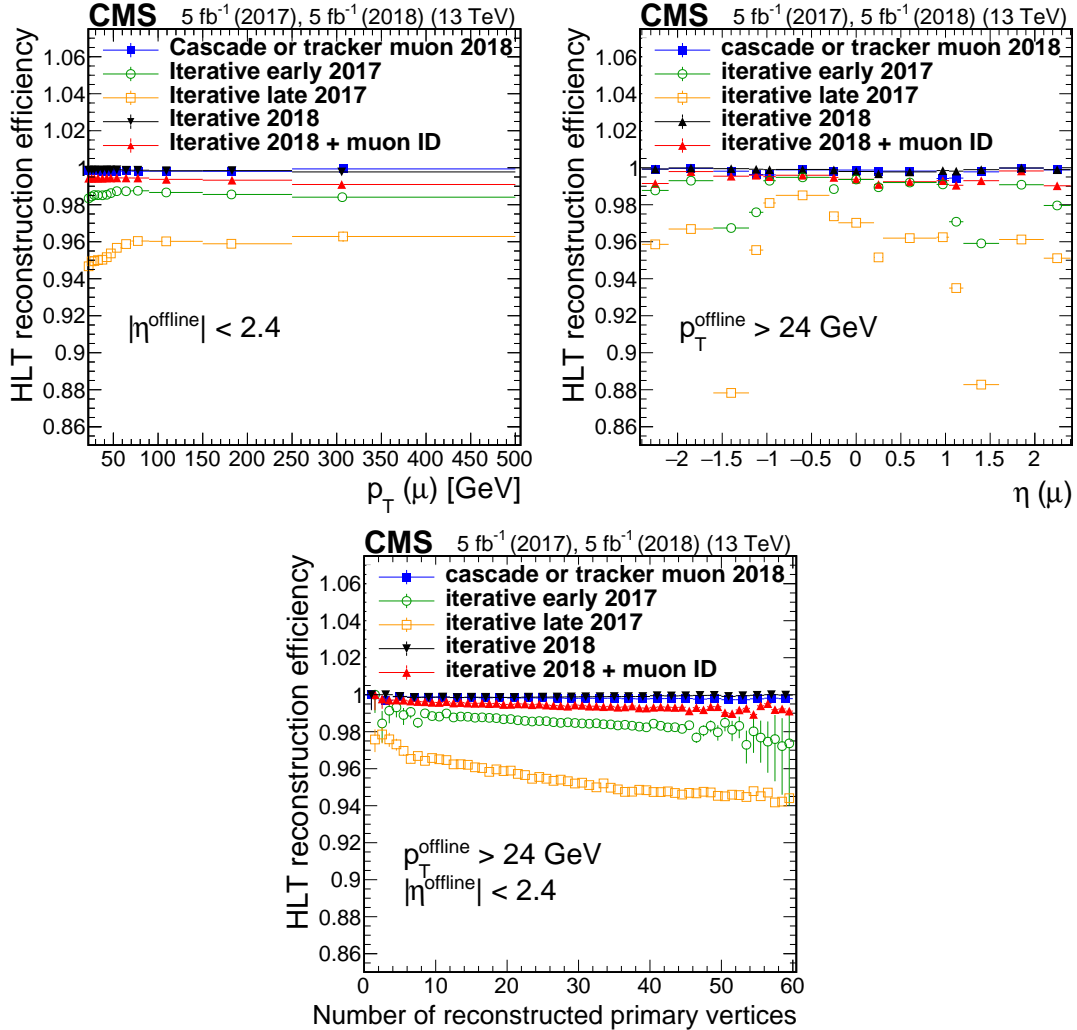 CMS 5 fb⁻¹ (2017), 5 fb⁻¹ (2018) (13 TeV)
HLT reconstruction efficiency
1.06
1.04
1.02
1
0.98
0.96
0.94
0.92
0.9
0.88
0.86
Cascade or tracker muon 2018
Iterative early 2017
Iterative late 2017
Iterative 2018
Iterative 2018 + muon ID
|η^offline| < 2.4
50 100 150 200 250 300 350 400 450 500
p_T (μ) [GeV]
CMS 5 fb⁻¹ (2017), 5 fb⁻¹ (2018) (13 TeV)
HLT reconstruction efficiency
1.06
1.04
1.02
1
0.98
0.96
0.94
0.92
0.9
0.88
0.86
cascade or tracker muon 2018
iterative early 2017
iterative late 2017
iterative 2018
iterative 2018 + muon ID
p_T^offline > 24 GeV
−2 −1.5 −1 −0.5 0 0.5 1 1.5 2
η (μ)
CMS 5 fb⁻¹ (2017), 5 fb⁻¹ (2018) (13 TeV)
HLT reconstruction efficiency
1.06
1.04
1.02
1
0.98
0.96
0.94
0.92
0.9
0.88
0.86
cascade or tracker muon 2018
iterative early 2017
iterative late 2017
iterative 2018
iterative 2018 + muon ID
p_T^offline > 24 GeV
|η^offline| < 2.4
0 10 20 30 40 50 60
Number of reconstructed primary vertices